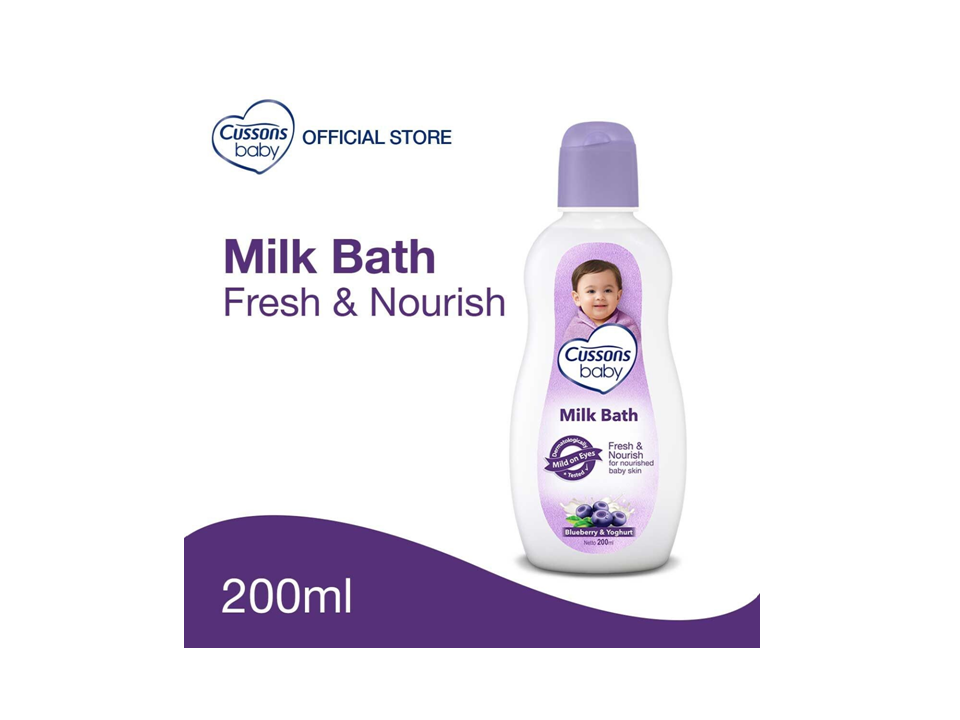 Cussons
baby
OFFICIAL STORE
Milk Bath
Fresh & Nourish
Cussons
baby
Milk Bath
Dermatologically
Mild on Eyes
Tested
Fresh &
Nourish
for nourished
baby skin
Blueberry & Yoghurt
Netto 200ml
200ml